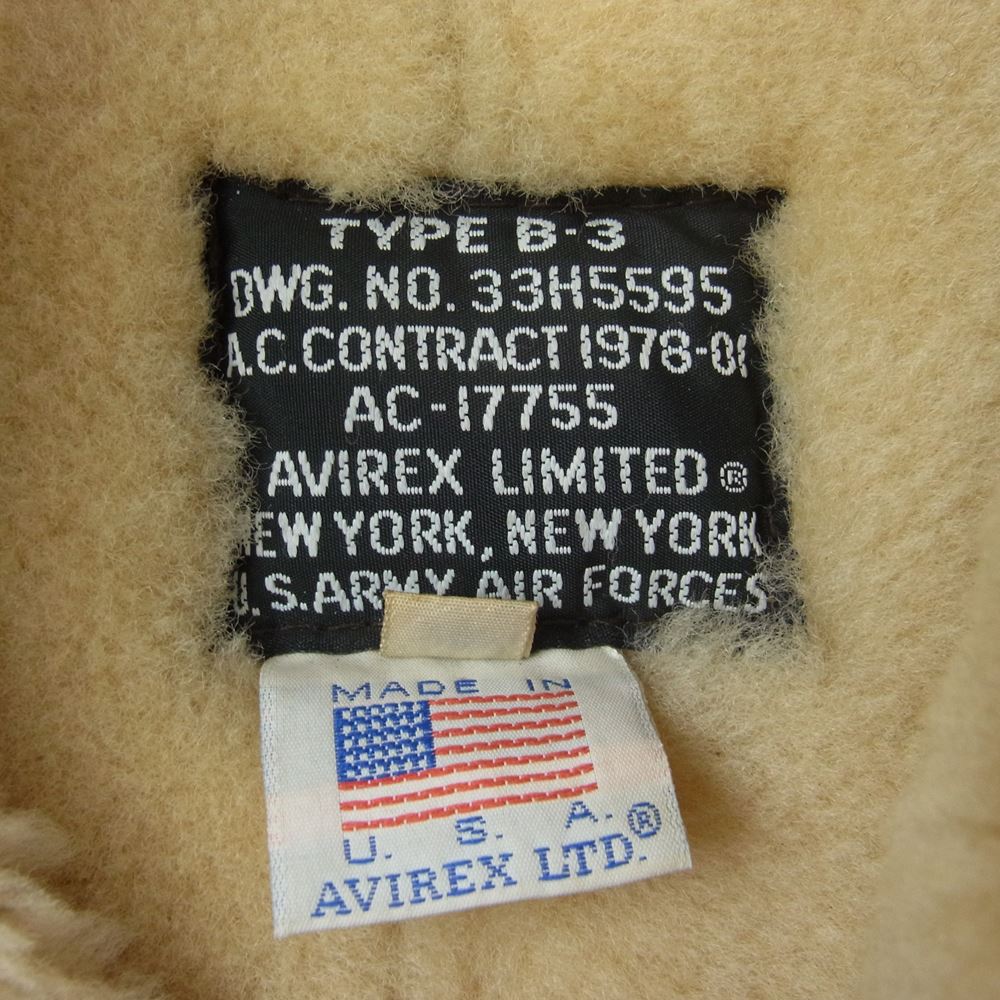 TYPE B-3
DWG. NO. 33H5595
A.C.CONTRACT 1978-01
AC-17755
AVIREX LIMITED ®
NEW YORK, NEW YORK
U.S.ARMY AIR FORCES
MADE IN
U. S. A.
AVIREX LTD.®